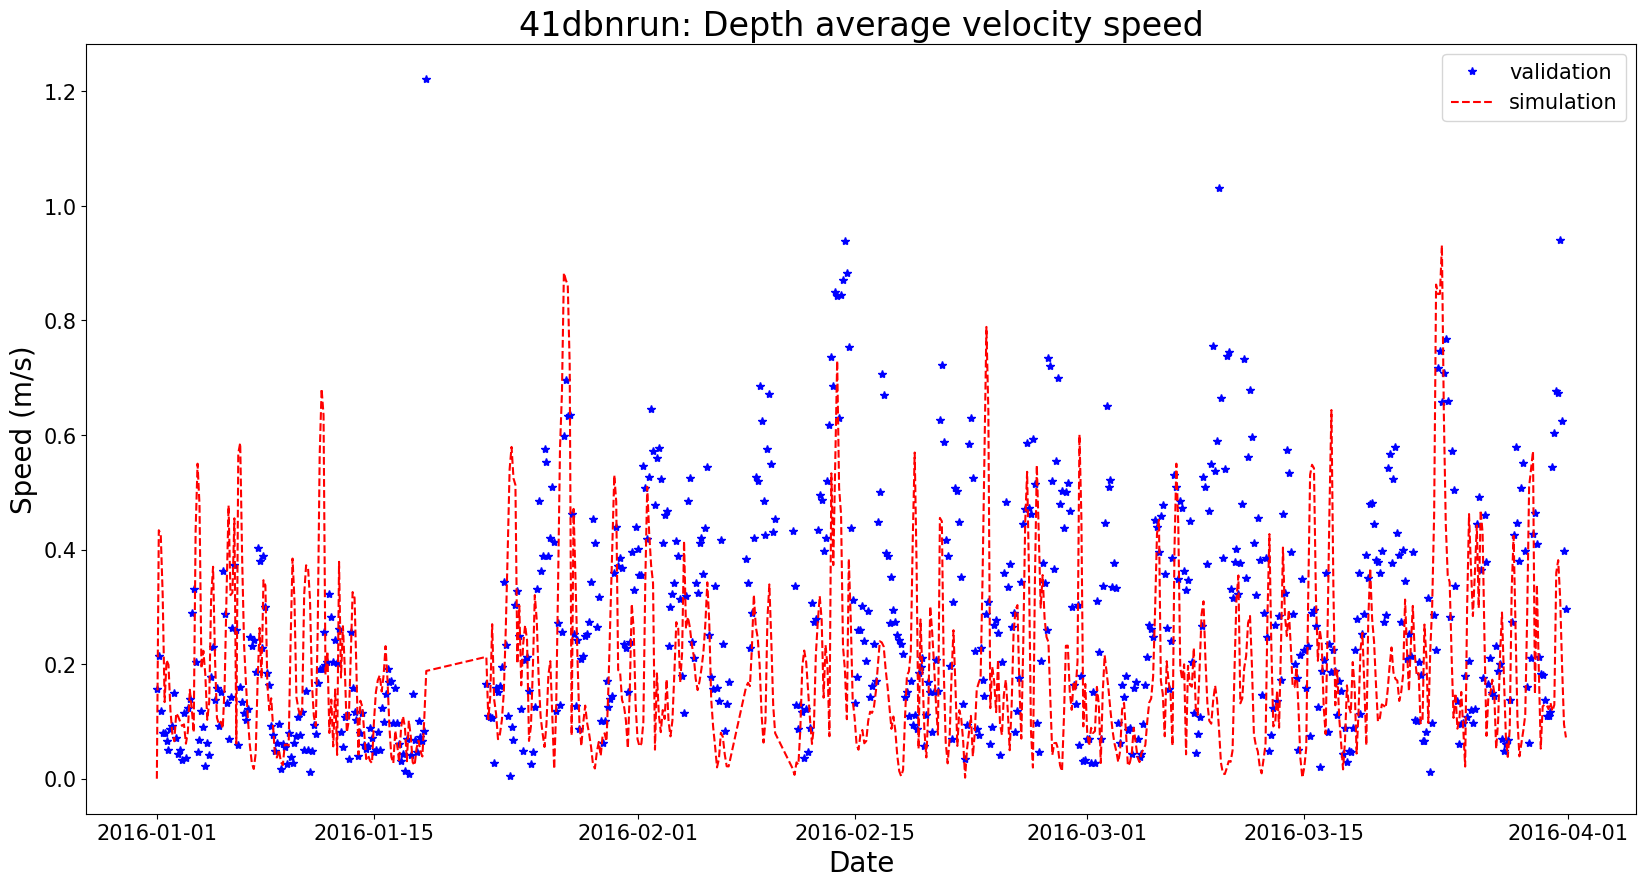 41dbnrun: Depth average velocity speed
validation
simulation
Speed (m/s)
1.2
1.0
0.8
0.6
0.4
0.2
0.0
2016-01-01
2016-01-15
2016-02-01
2016-02-15
2016-03-01
2016-03-15
2016-04-01
Date